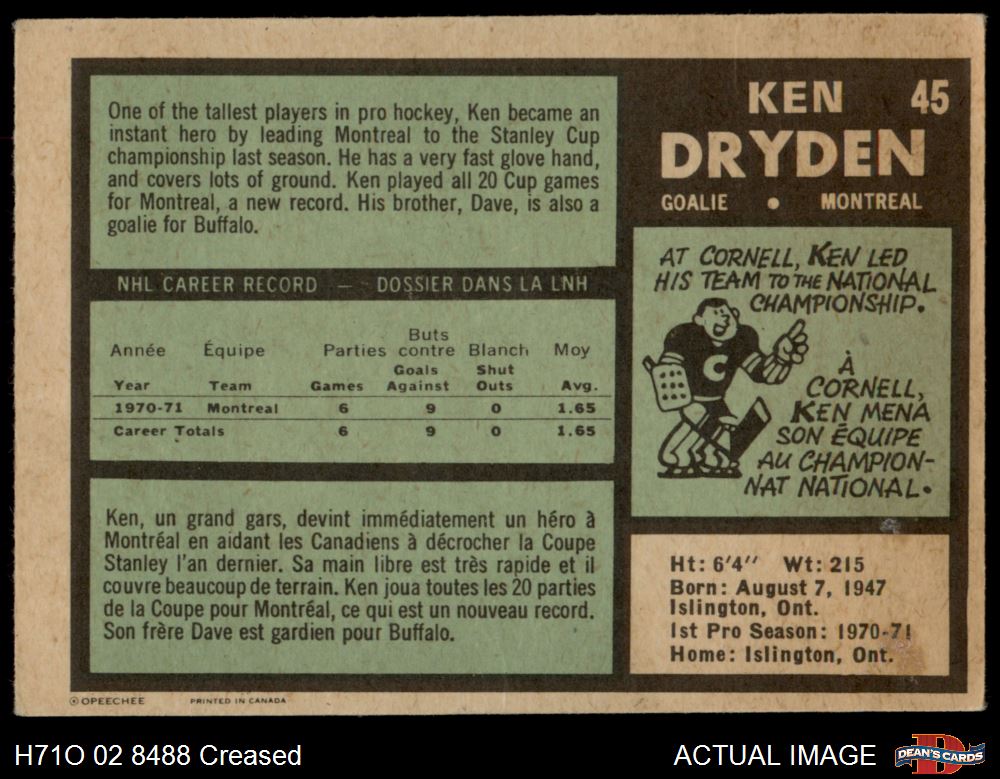 One of the tallest players in pro hockey, Ken became an
instant hero by leading Montreal to the Stanley Cup
championship last season. He has a very fast glove hand,
and covers lots of ground. Ken played all 20 Cup games
for Montreal, a new record. His brother, Dave, is also a
goalie for Buffalo.
KEN 45
DRYDEN
GOALIE • MONTREAL
AT CORNELL, KEN LED
HIS TEAM TO THE NATIONAL
CHAMPIONSHIP.
C
À
CORNELL,
KEN MENA
SON ÉQUIPE
AU CHAMPION-
NAT NATIONAL.
NHL CAREER RECORD — DOSSIER DANS LA LNH
Année Équipe Parties Buts contre Blanch Moy
Year Team Games Goals Against Shut Outs Avg.
1970-71 Montreal 6 9 0 1.65
Career Totals 6 9 0 1.65
Ken, un grand gars, devint immédiatement un héro à
Montréal en aidant les Canadiens à décrocher la Coupe
Stanley l'an dernier. Sa main libre est très rapide et il
couvre beaucoup de terrain. Ken joua toutes les 20 parties
de la Coupe pour Montréal, ce qui est un nouveau record.
Son frère Dave est gardien pour Buffalo.
Ht: 6'4" Wt: 215
Born: August 7, 1947
Islington, Ont.
1st Pro Season: 1970-71
Home: Islington, Ont.
© OPEECHEE PRINTED IN CANADA
H71O 02 8488 Creased ACTUAL IMAGE DEAN'S CARDS